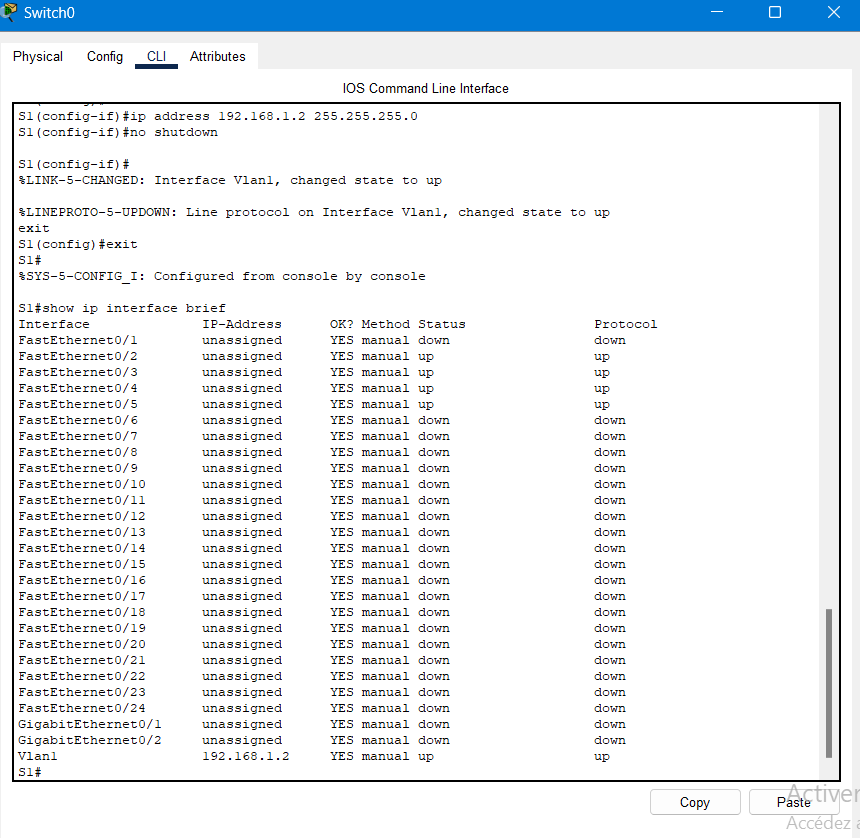 Switch0
Physical Config CLI Attributes
IOS Command Line Interface
S1(config-if)#ip address 192.168.1.2 255.255.255.0
S1(config-if)#no shutdown
S1(config-if)#
%LINK-5-CHANGED: Interface Vlan1, changed state to up
%LINEPROTO-5-UPDOWN: Line protocol on Interface Vlan1, changed state to up
exit
S1(config)#exit
S1#
%SYS-5-CONFIG_I: Configured from console by console
S1#show ip interface brief
Interface IP-Address OK? Method Status Protocol
FastEthernet0/1 unassigned YES manual down down
FastEthernet0/2 unassigned YES manual up up
FastEthernet0/3 unassigned YES manual up up
FastEthernet0/4 unassigned YES manual up up
FastEthernet0/5 unassigned YES manual up up
FastEthernet0/6 unassigned YES manual down down
FastEthernet0/7 unassigned YES manual down down
FastEthernet0/8 unassigned YES manual down down
FastEthernet0/9 unassigned YES manual down down
FastEthernet0/10 unassigned YES manual down down
FastEthernet0/11 unassigned YES manual down down
FastEthernet0/12 unassigned YES manual down down
FastEthernet0/13 unassigned YES manual down down
FastEthernet0/14 unassigned YES manual down down
FastEthernet0/15 unassigned YES manual down down
FastEthernet0/16 unassigned YES manual down down
FastEthernet0/17 unassigned YES manual down down
FastEthernet0/18 unassigned YES manual down down
FastEthernet0/19 unassigned YES manual down down
FastEthernet0/20 unassigned YES manual down down
FastEthernet0/21 unassigned YES manual down down
FastEthernet0/22 unassigned YES manual down down
FastEthernet0/23 unassigned YES manual down down
FastEthernet0/24 unassigned YES manual down down
GigabitEthernet0/1 unassigned YES manual down down
GigabitEthernet0/2 unassigned YES manual down down
Vlan1 192.168.1.2 YES manual up up
S1#
Copy Paste
Activer
Accédez